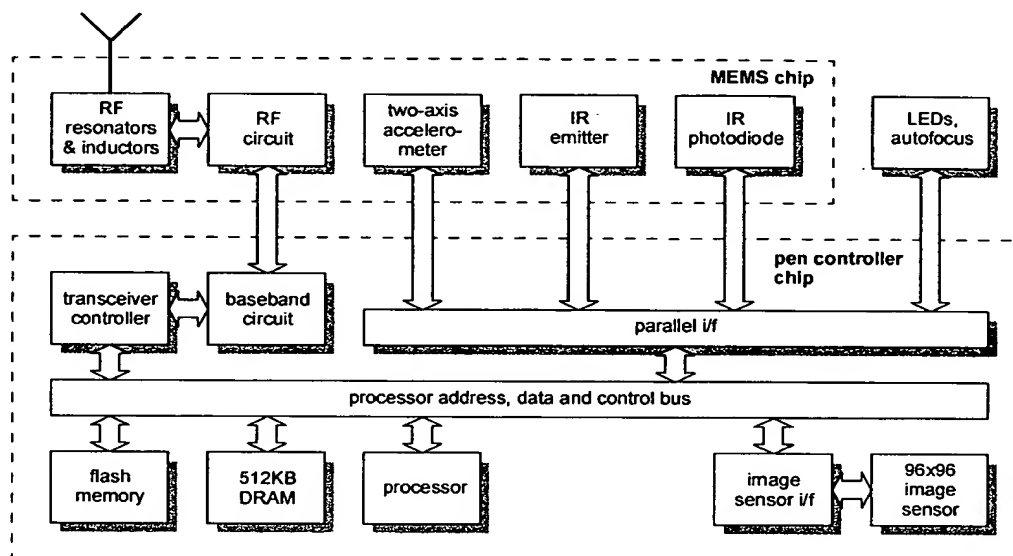 MEMS chip
RF
resonators
& inductors
RF
circuit
two-axis
accelero-
meter
IR
emitter
IR
photodiode
LEDs,
autofocus
pen controller
chip
transceiver
controller
baseband
circuit
parallel i/f
processor address, data and control bus
flash
memory
512KB
DRAM
processor
image
sensor i/f
96x96
image
sensor